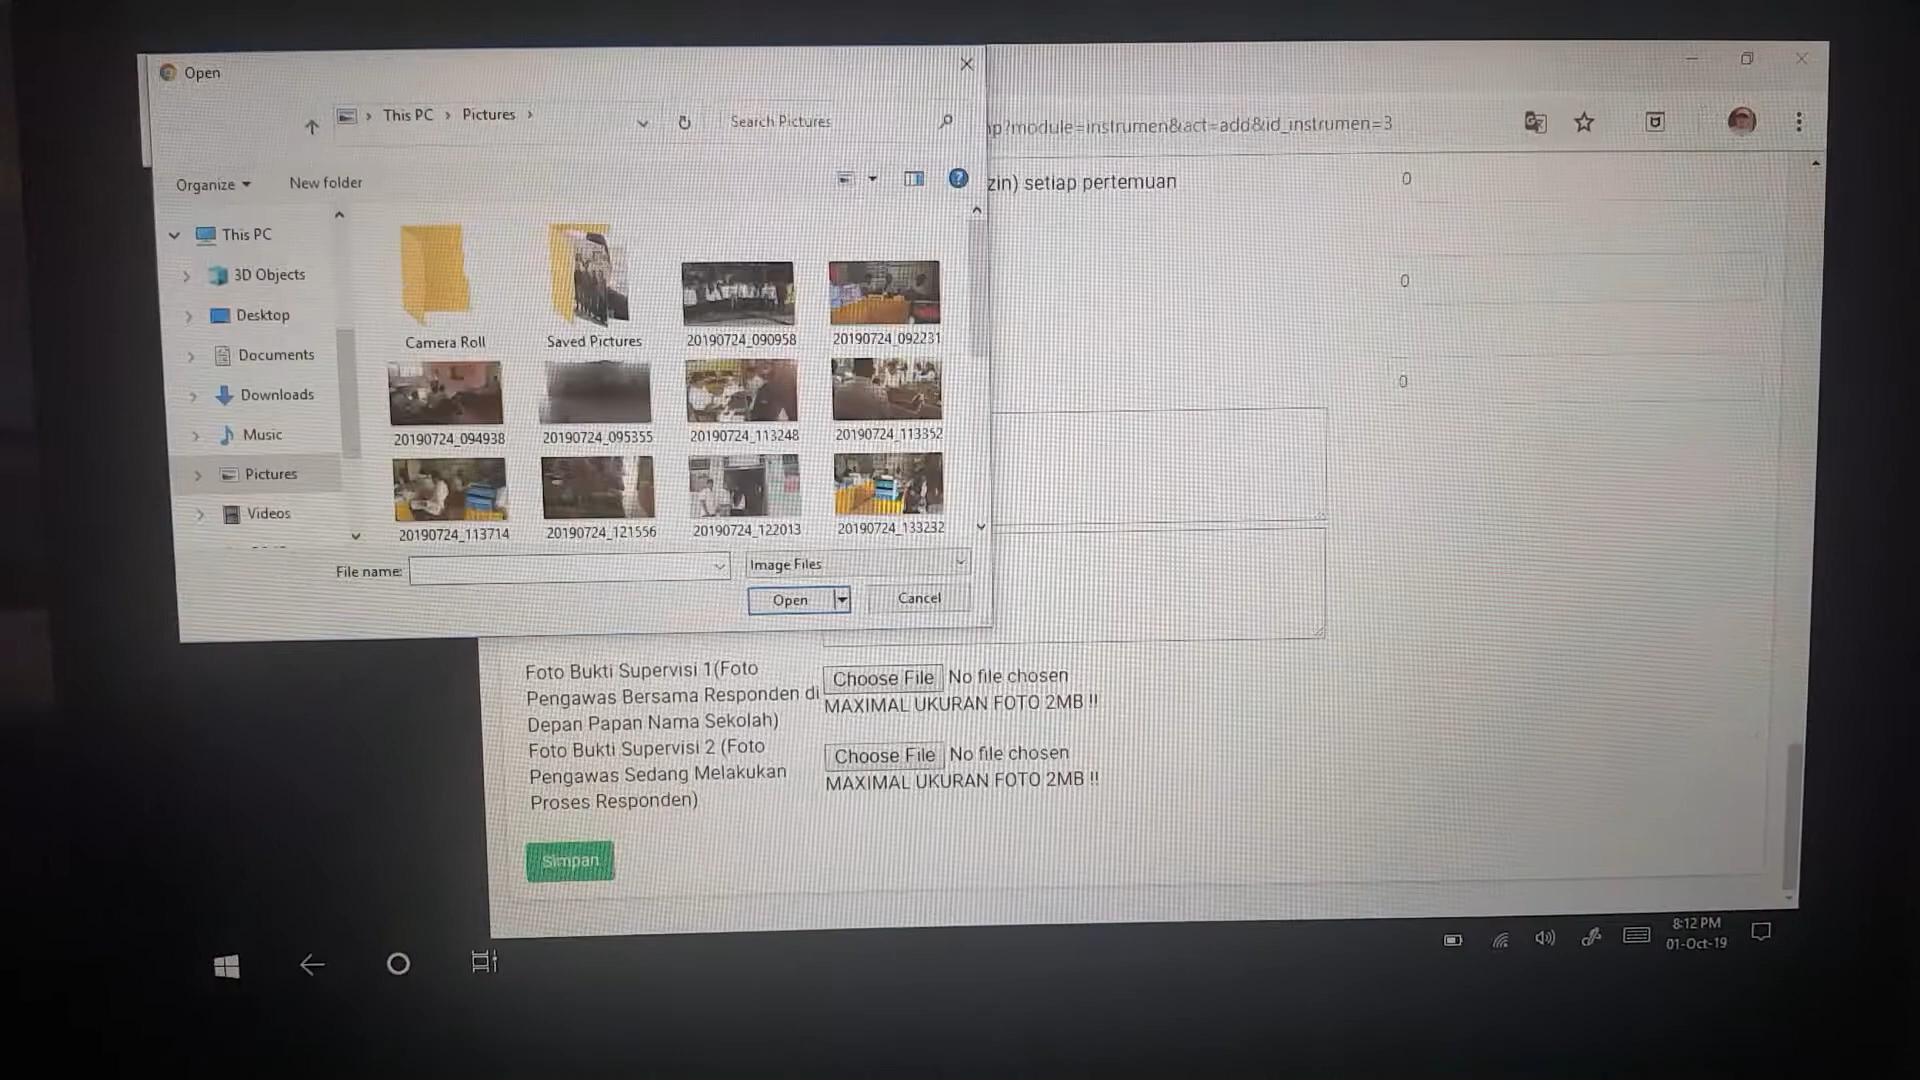 Open
This PC > Pictures >
Search Pictures
Organize
New folder
This PC
3D Objects
Desktop
Documents
Downloads
Music
Pictures
Videos
Camera Roll
Saved Pictures
20190724_090958
20190724_092231
20190724_094938
20190724_095355
20190724_113248
20190724_113352
20190724_113714
20190724_121556
20190724_122013
20190724_133232
File name:
Image Files
Open
Cancel
?module=instrumen&act=add&id_instrumen=3
zin) setiap pertemuan
0
0
0
Foto Bukti Supervisi 1(Foto
Pengawas Bersama Responden di
Depan Papan Nama Sekolah)
Choose File No file chosen
MAXIMAL UKURAN FOTO 2MB !!
Foto Bukti Supervisi 2 (Foto
Pengawas Sedang Melakukan
Proses Responden)
Choose File No file chosen
MAXIMAL UKURAN FOTO 2MB !!
Simpan
8:12 PM
01-Oct-19